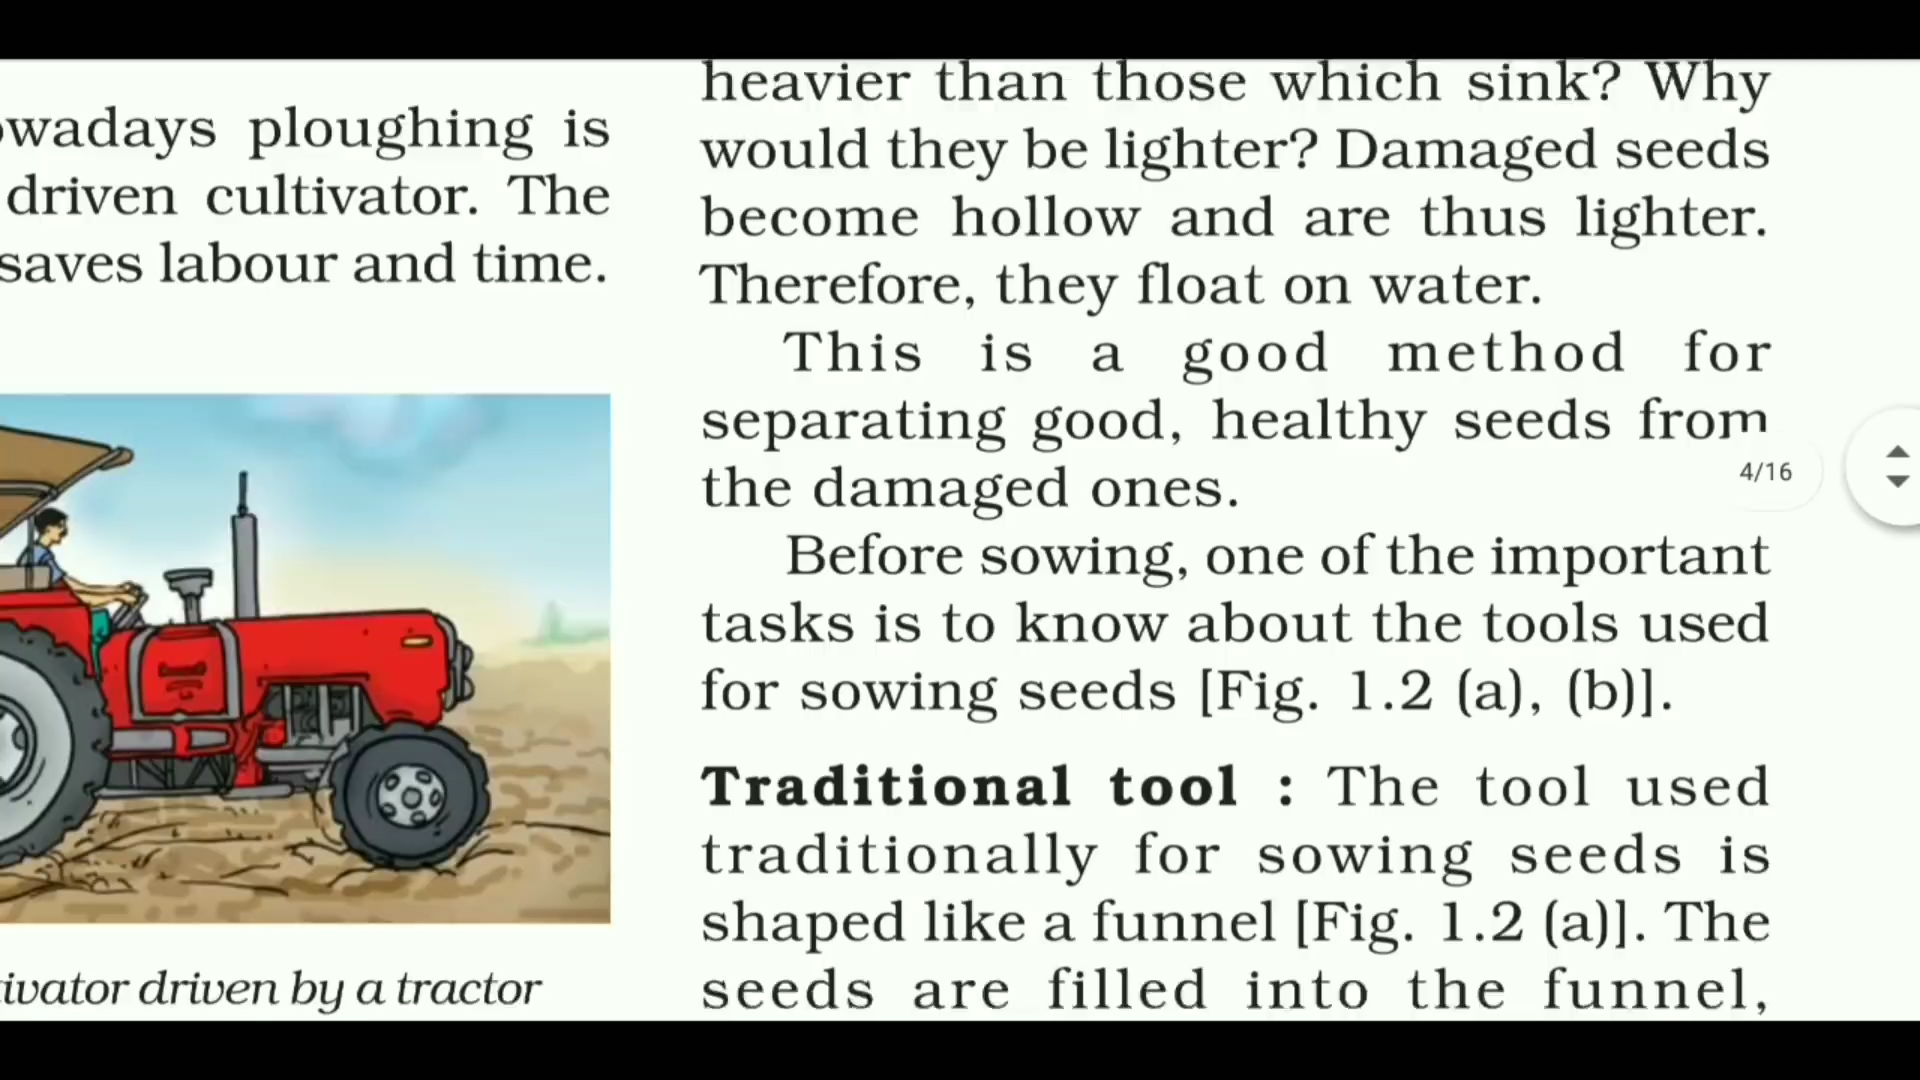 ploughing is
driven cultivator. The
saves labour and time.
driven by a tractor
heavier than those which sink? Why
would they be lighter? Damaged seeds
become hollow and are thus lighter.
Therefore, they float on water.
This is a good method for
separating good, healthy seeds from
the damaged ones.
Before sowing, one of the important
tasks is to know about the tools used
for sowing seeds [Fig. 1.2 (a), (b)].
Traditional tool : The tool used
traditionally for sowing seeds is
shaped like a funnel [Fig. 1.2 (a)]. The
seeds are filled into the funnel,
4/16